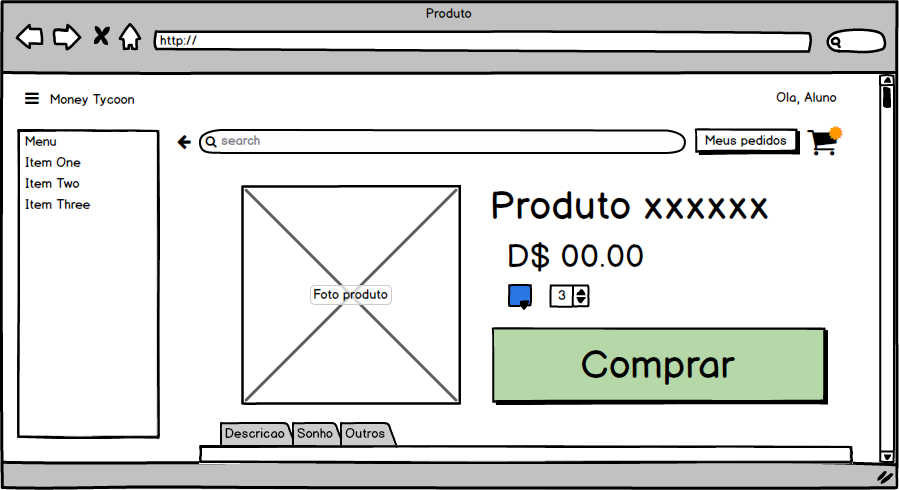 Produto
http://
Money Tycoon
Ola, Aluno
Menu
Item One
Item Two
Item Three
search
Meus pedidos
Foto produto
Produto xxxxxx
D$ 00.00
3
Comprar
Descricao
Sonho
Outros